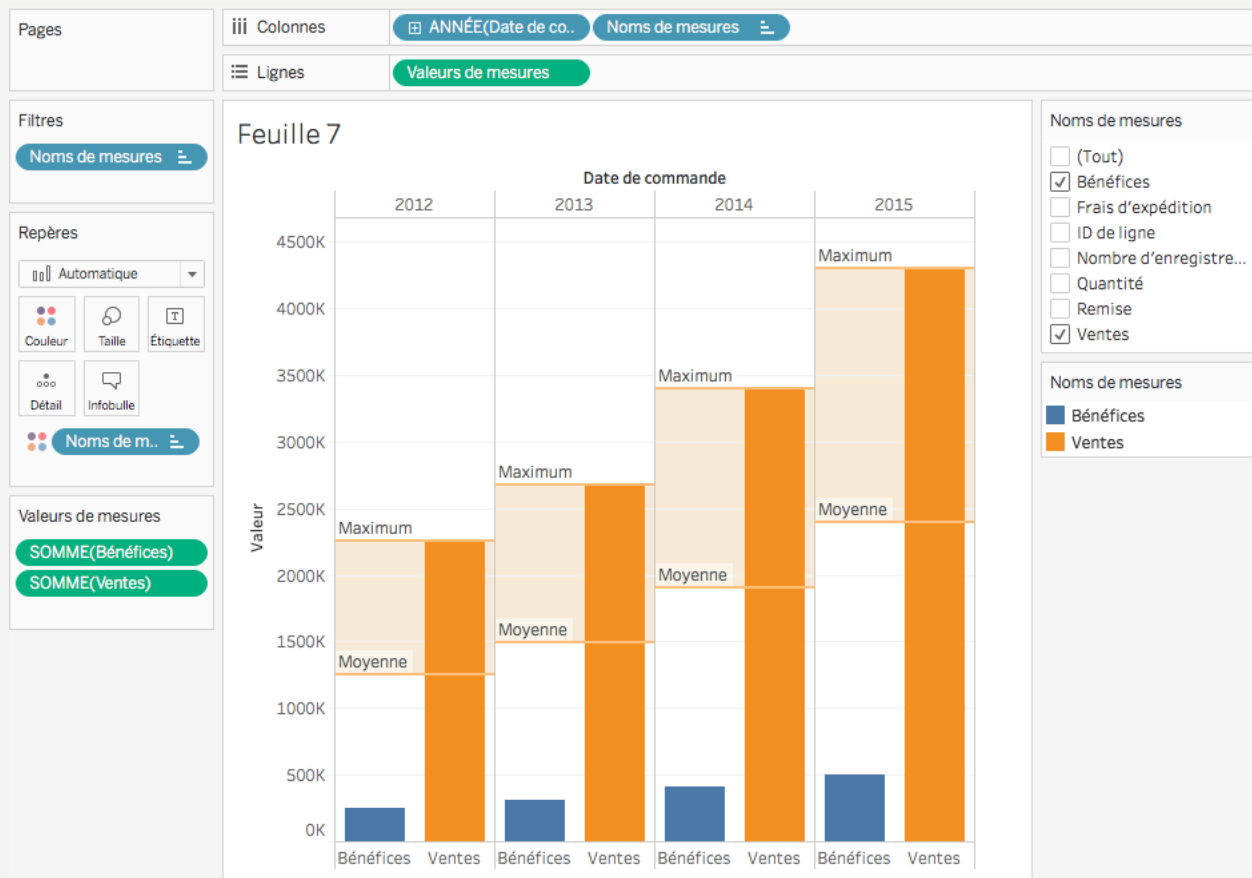 Pages
Colonnes
ANNÉE(Date de co..
Noms de mesures
Lignes
Valeurs de mesures
Filtres
Noms de mesures
Repères
Automatique
Couleur
Taille
Étiquette
T
Détail
Infobulle
Noms de m..
Valeurs de mesures
SOMME(Bénéfices)
SOMME(Ventes)
Feuille 7
Date de commande
2012 2013 2014 2015
Valeur
4500K
4000K
3500K
3000K
2500K
2000K
1500K
1000K
500K
0K
Maximum
Moyenne
Maximum
Moyenne
Maximum
Moyenne
Maximum
Moyenne
Bénéfices Ventes Bénéfices Ventes Bénéfices Ventes Bénéfices Ventes
Noms de mesures
(Tout)
Bénéfices
Frais d'expédition
ID de ligne
Nombre d'enregistre...
Quantité
Remise
Ventes
Noms de mesures
Bénéfices
Ventes